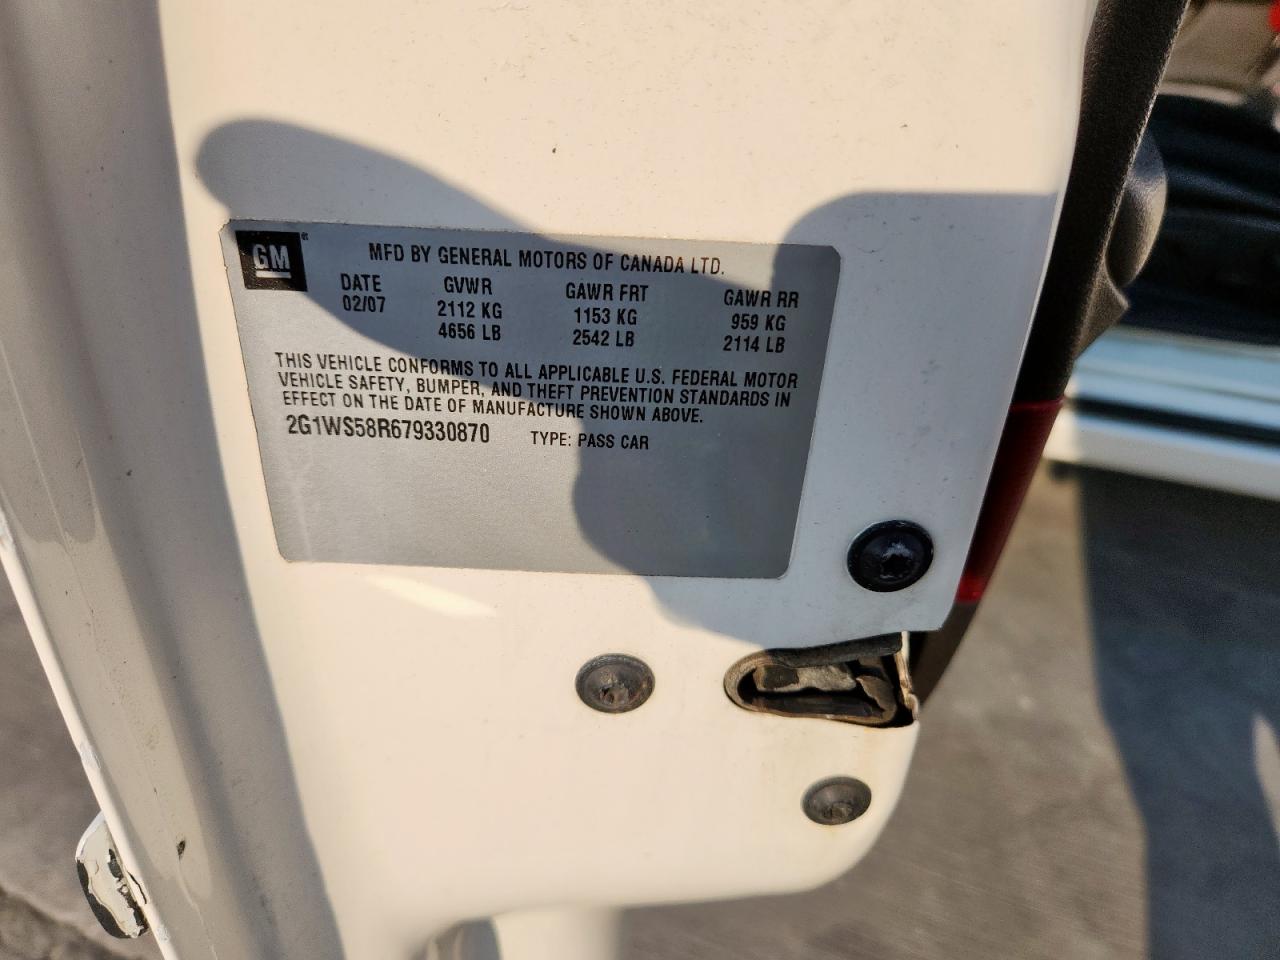 GM
MFD BY GENERAL MOTORS OF CANADA LTD.
DATE GVWR GAWR FRT GAWR RR
02/07 2112 KG 1153 KG 959 KG
4656 LB 2542 LB 2114 LB
THIS VEHICLE CONFORMS TO ALL APPLICABLE U.S. FEDERAL MOTOR
VEHICLE SAFETY, BUMPER, AND THEFT PREVENTION STANDARDS IN
EFFECT ON THE DATE OF MANUFACTURE SHOWN ABOVE.
2G1WS58R679330870 TYPE: PASS CAR